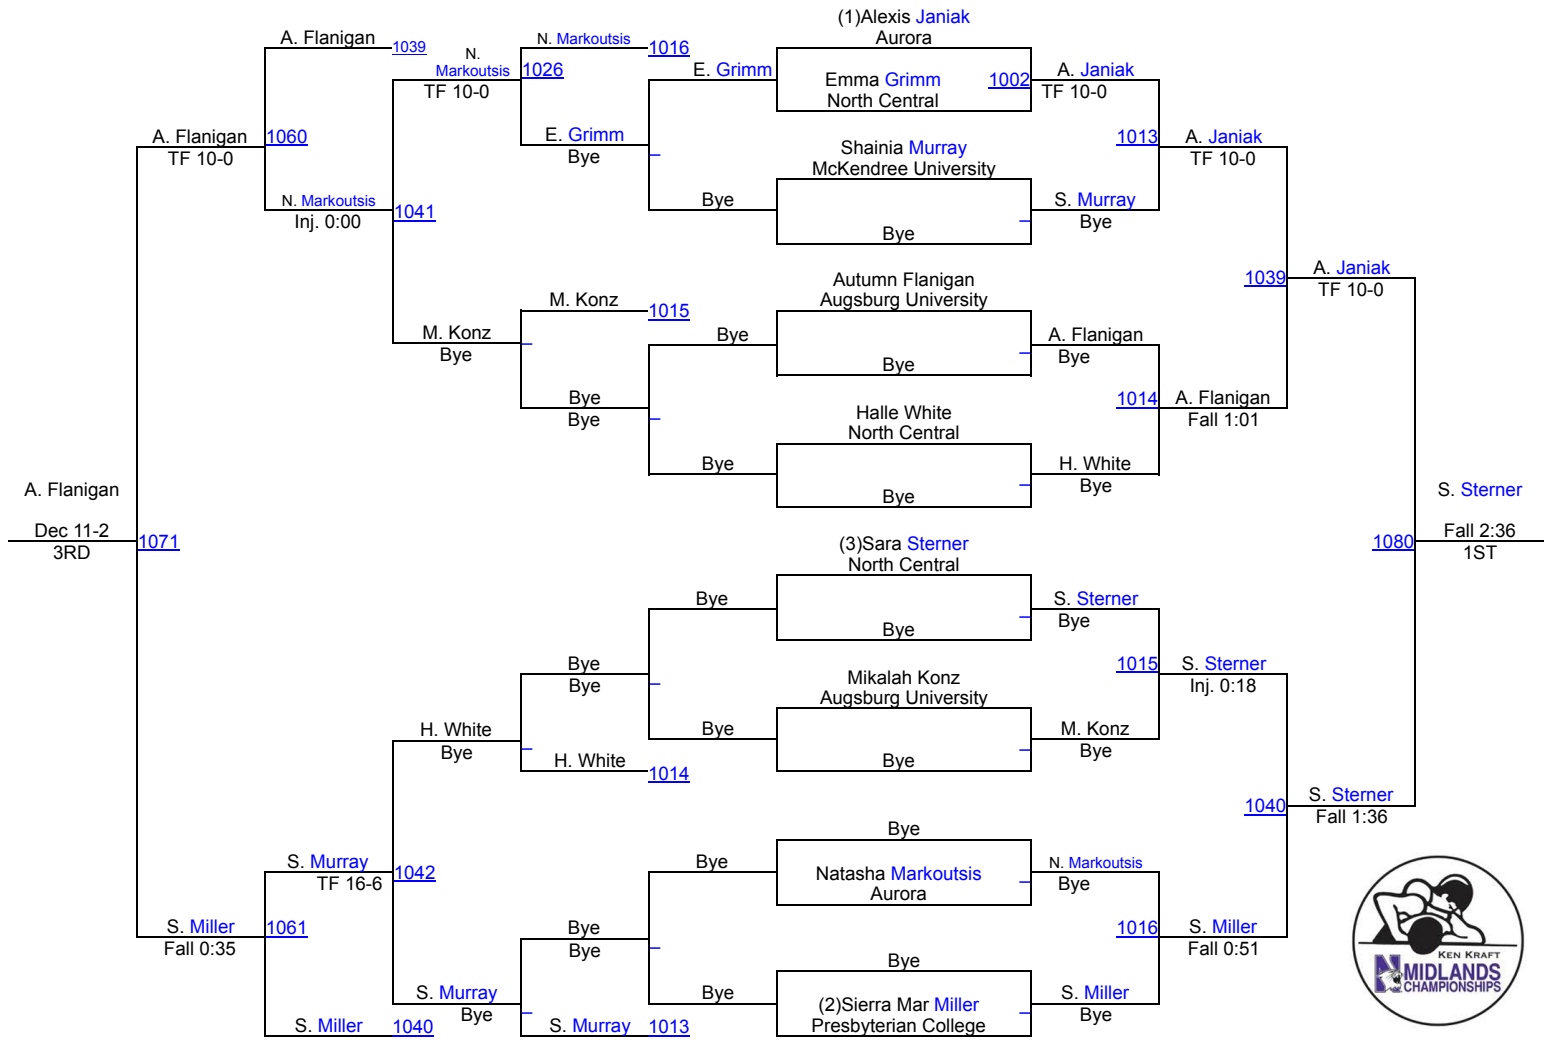 (1)Alexis Janiak
Aurora
A. Flanigan
1039
N.
Markoutsis
TF 10-0
N. Markoutsis
1016
1026
E. Grimm
Emma Grimm
North Central
1002
A. Janiak
TF 10-0
A. Flanigan
TF 10-0
1060
E. Grimm
Bye
Shainia Murray
McKendree University
1013
A. Janiak
TF 10-0
N. Markoutsis
Inj. 0:00
1041
Bye
Bye
S. Murray
Bye
Autumn Flanigan
Augsburg University
1039
A. Janiak
TF 10-0
M. Konz
1015
M. Konz
Bye
Bye
Bye
A. Flanigan
Bye
Bye
Bye
Halle White
North Central
1014
A. Flanigan
Fall 1:01
Bye
Bye
H. White
Bye
A. Flanigan
Dec 11-2
3RD
1071
S. Sterner
Fall 2:36
1ST
1080
(3)Sara Sterner
North Central
Bye
Bye
S. Sterner
Bye
Bye
Bye
Mikalah Konz
Augsburg University
1015
S. Sterner
Inj. 0:18
H. White
Bye
Bye
Bye
M. Konz
Bye
H. White
1014
1040
S. Sterner
Fall 1:36
Bye
S. Murray
TF 16-6
1042
Bye
Natasha Markoutsis
Aurora
N. Markoutsis
Bye
S. Miller
Fall 0:35
1061
Bye
Bye
1016
S. Miller
Fall 0:51
Bye
S. Murray
Bye
Bye
(2)Sierra Mar Miller
Presbyterian College
S. Miller
Bye
S. Miller
1040
S. Murray
1013
KEN KRAFT
N MIDLANDS
CHAMPIONSHIPS